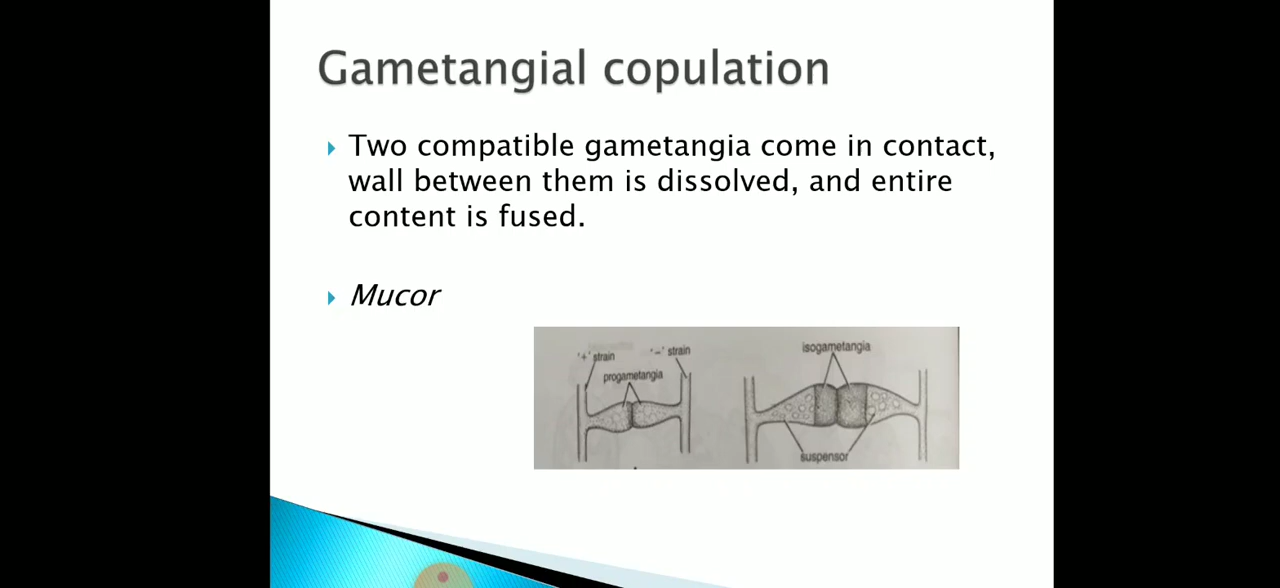 Gametangial copulation
Two compatible gametangia come in contact,
wall between them is dissolved, and entire
content is fused.
Mucor
'+' strain
'−' strain
progametangia
isogametangia
suspensor